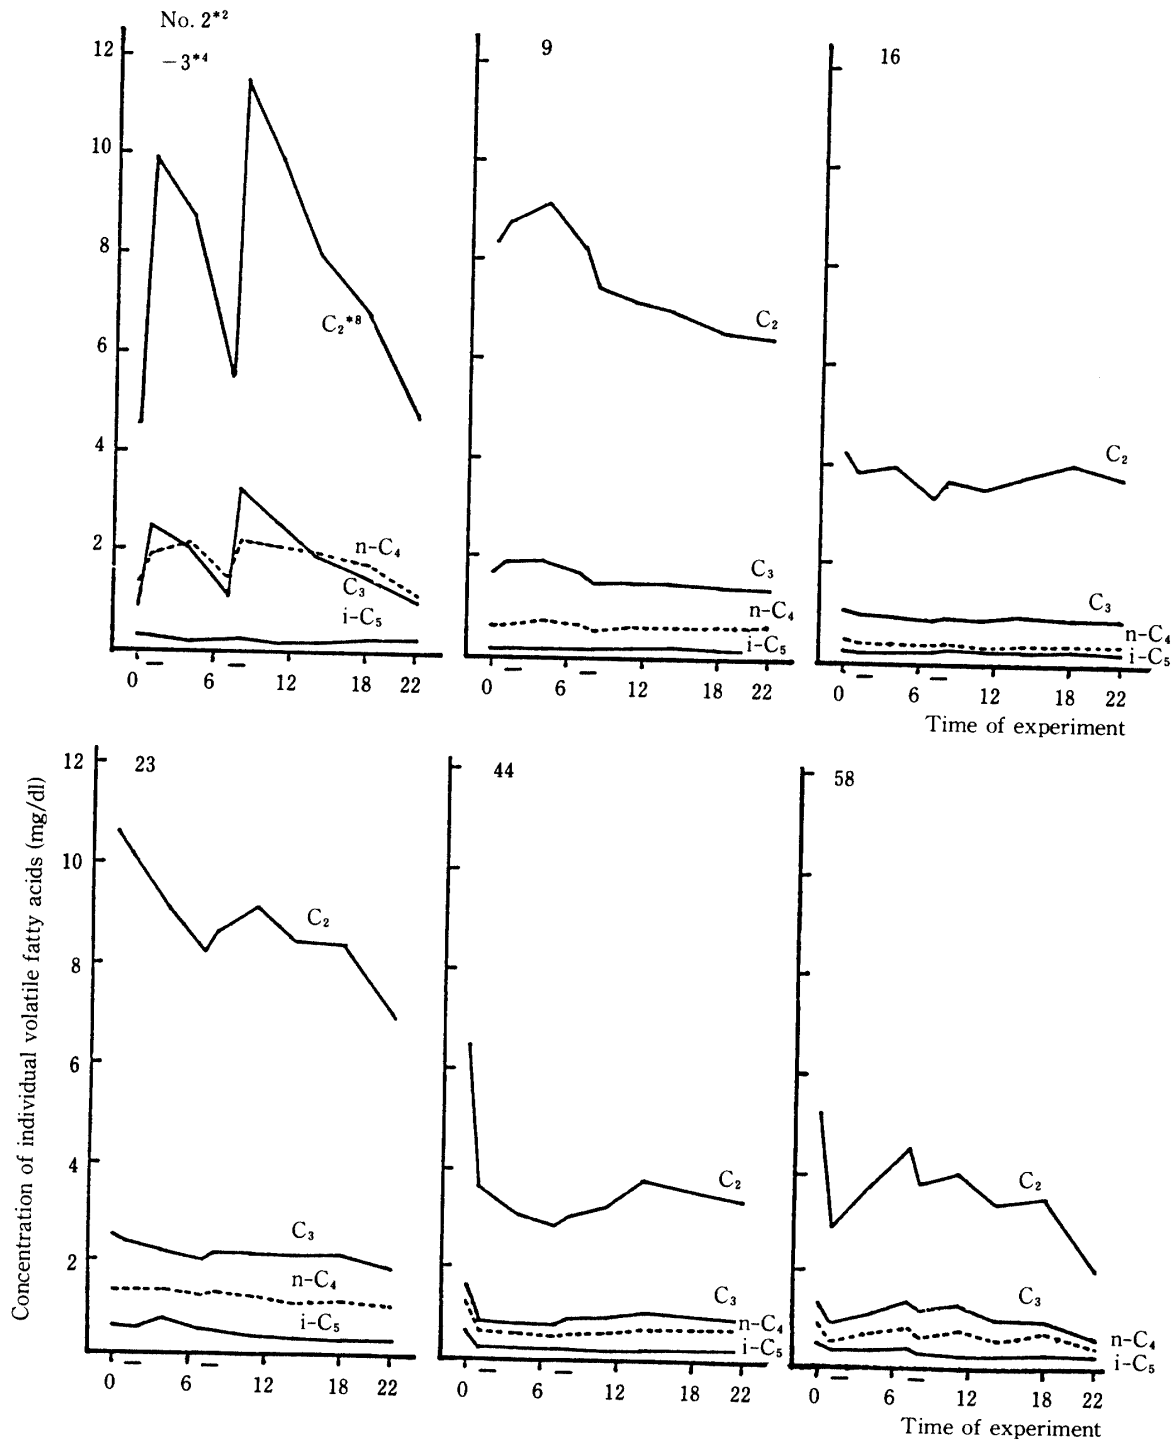 No. 2*2
−3*4
12
10
8
6
4
2
C2*8
n-C4
C3
i-C5
0 6 12 18 22
9
C2
C3
n-C4
i-C5
0 6 12 18 22
16
C2
C3
n-C4
i-C5
0 6 12 18 22
Time of experiment
Concentration of individual volatile fatty acids (mg/dl)
23
12
10
8
6
4
2
C2
C3
n-C4
i-C5
0 6 12 18 22
44
C2
C3
n-C4
i-C5
0 6 12 18 22
58
C2
C3
n-C4
i-C5
0 6 12 18 22
Time of experiment